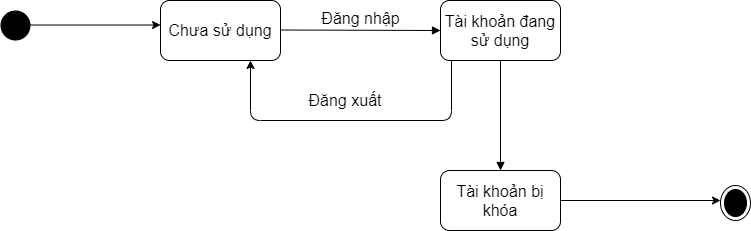 Chưa sử dụng
Đăng nhập
Tài khoản đang
sử dụng
Đăng xuất
Tài khoản bị
khóa